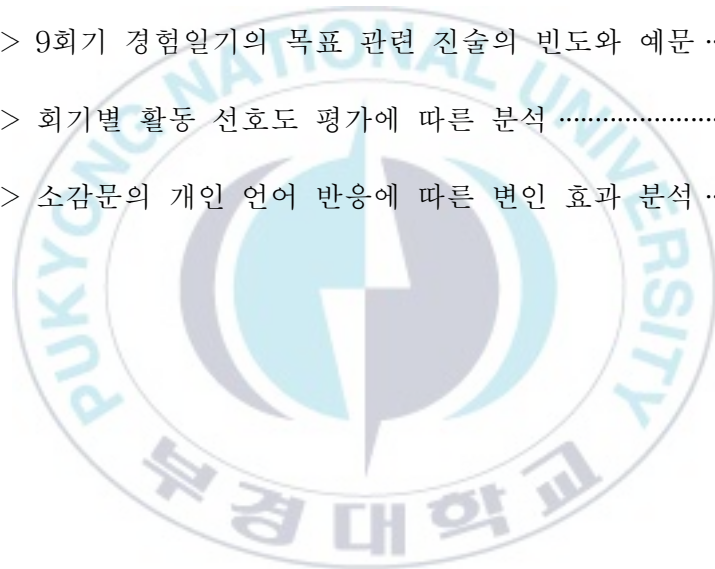 > 9회기 경험일기의 목표 관련 진술의 빈도와 예문 ··
> 회기별 활동 선호도 평가에 따른 분석 ······················
> 소감문의 개인 언어 반응에 따른 변인 효과 분석 ··
PUKYONG NATIONAL UNIVERSITY
부경대학교